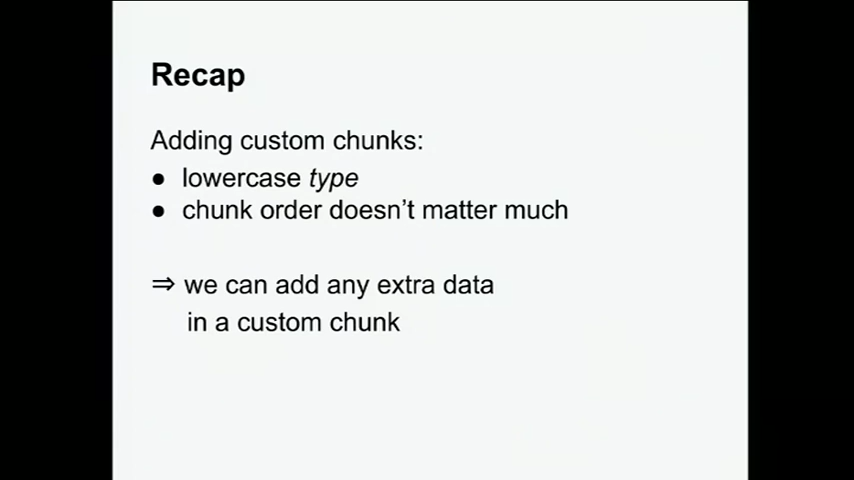 Recap
Adding custom chunks:
● lowercase type
● chunk order doesn't matter much
⇒ we can add any extra data
in a custom chunk